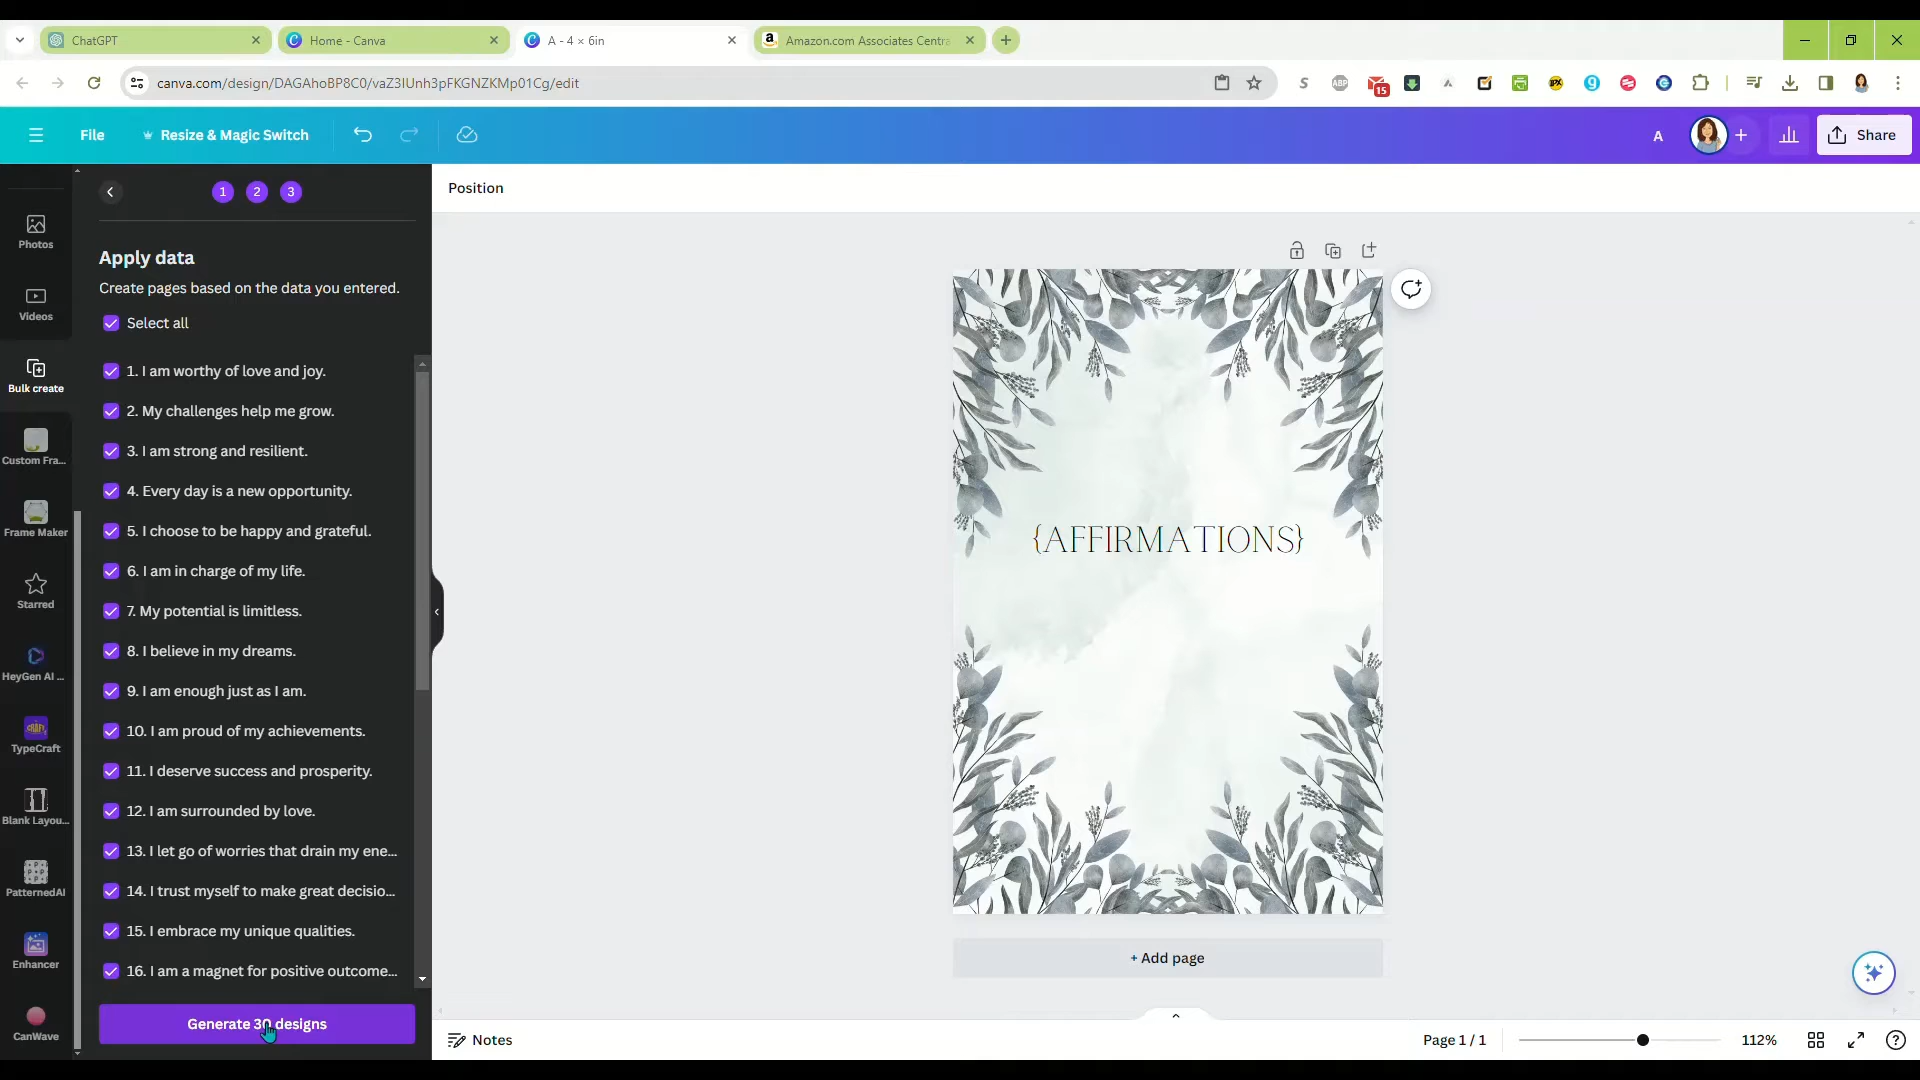 ChatGPT
Home - Canva
A - 4 × 6in
Amazon.com Associates Centra
canva.com/design/DAGAhoBP8C0/vaZ3IUnh3pFKGNZKMp01Cg/edit
ABP
15
File
Resize & Magic Switch
A
Share
Position
Photos
Videos
Bulk create
Custom Fra...
Frame Maker
Starred
HeyGen AI ...
TypeCraft
Blank Layou...
PatternedAI
Enhancer
CanWave
1 2 3
Apply data
Create pages based on the data you entered.
Select all
1. I am worthy of love and joy.
2. My challenges help me grow.
3. I am strong and resilient.
4. Every day is a new opportunity.
5. I choose to be happy and grateful.
6. I am in charge of my life.
7. My potential is limitless.
8. I believe in my dreams.
9. I am enough just as I am.
10. I am proud of my achievements.
11. I deserve success and prosperity.
12. I am surrounded by love.
13. I let go of worries that drain my ene...
14. I trust myself to make great decisio...
15. I embrace my unique qualities.
16. I am a magnet for positive outcome...
Generate 30 designs
{AFFIRMATIONS}
+ Add page
Notes
Page 1 / 1
112%